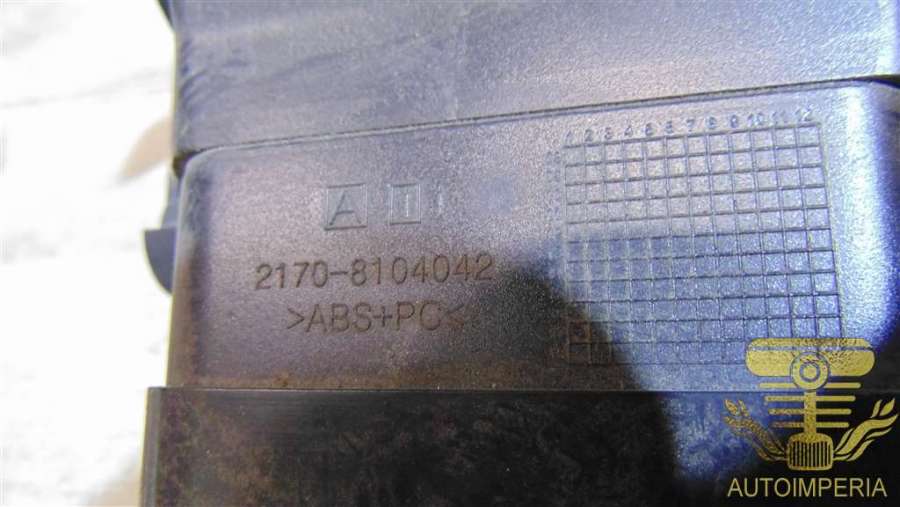 1 2 3 4 5 6 7 8 9 10 11 12
A
2170-8104042
>ABS+PC<
AUTOIMPERIA